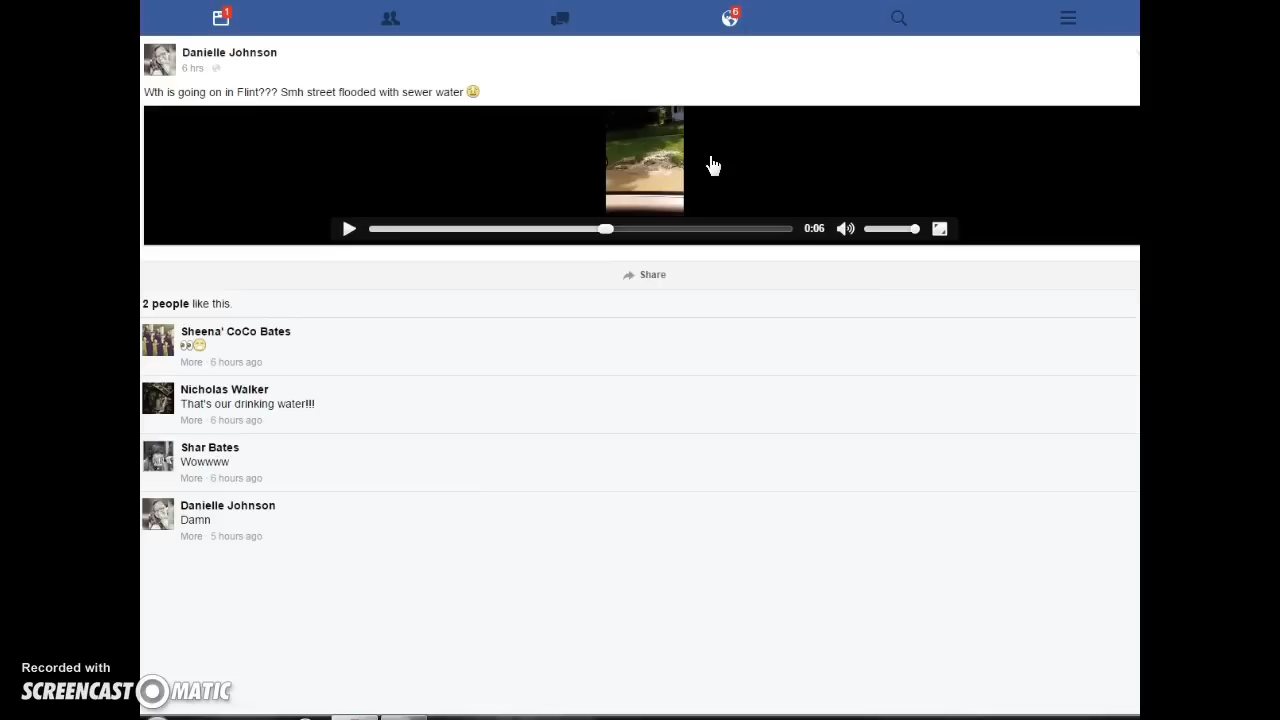 1
6
Danielle Johnson
6 hrs
Wth is going on in Flint??? Smh street flooded with sewer water
0:06
Share
2 people like this.
Sheena' CoCo Bates
More · 6 hours ago
Nicholas Walker
That's our drinking water!!!
More · 6 hours ago
Shar Bates
Wowwww
More · 6 hours ago
Danielle Johnson
Damn
More · 5 hours ago
Recorded with
SCREENCAST-O-MATIC